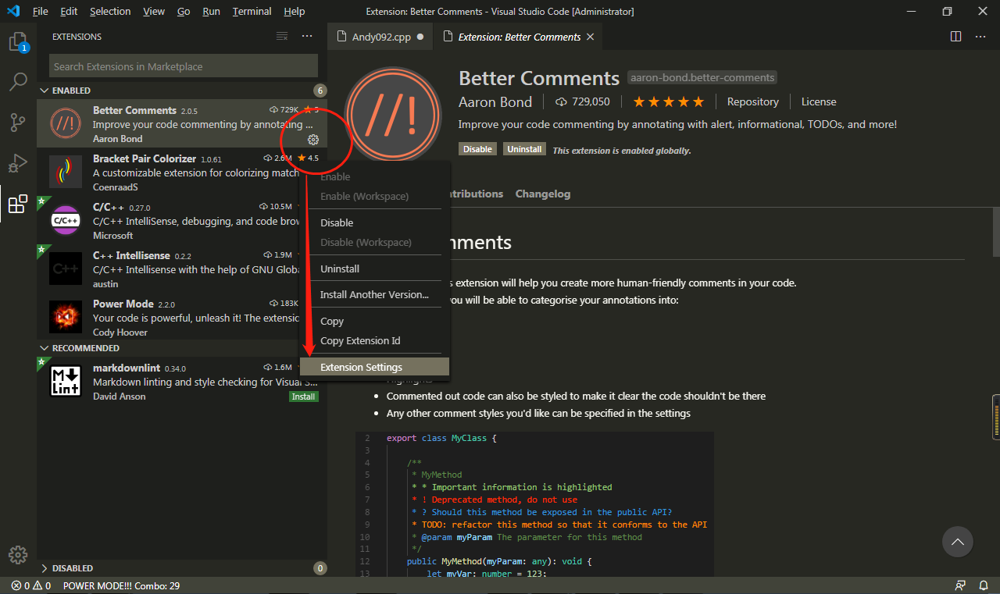 File Edit Selection View Go Run Terminal Help
Extension: Better Comments - Visual Studio Code [Administrator]
EXTENSIONS
1
Search Extensions in Marketplace
ENABLED 6
Better Comments 2.0.5 729K 5
Improve your code commenting by annotating ...
Aaron Bond
Bracket Pair Colorizer 1.0.61 2.6M 4.5
A customizable extension for colorizing match
CoenraadS
C/C++
C/C++ 0.27.0 10.5M
C/C++ IntelliSense, debugging, and code brow
Microsoft
C++
C++ Intellisense 0.2.2 1.9M
C/C++ Intellisense with the help of GNU Globa
austin
Power Mode 2.2.0 183K
Your code is powerful, unleash it! The extensio
Cody Hoover
RECOMMENDED
M Lint
markdownlint 0.34.0 1.6M
Markdown linting and style checking for Visual S...
David Anson Install
DISABLED 0
Andy092.cpp
Extension: Better Comments
//!
Better Comments aaron-bond.better-comments
Aaron Bond 729,050 Repository License
Improve your code commenting by annotating with alert, informational, TODOs, and more!
Disable Uninstall This extension is enabled globally.
tributions Changelog
Enable
Enable (Workspace)
Disable
Disable (Workspace)
Uninstall
Install Another Version...
Copy
Copy Extension Id
Extension Settings
mments
s extension will help you create more human-friendly comments in your code.
ou will be able to categorise your annotations into:
Highlights
Commented out code can also be styled to make it clear the code shouldn't be there
Any other comment styles you'd like can be specified in the settings
2 export class MyClass {
3
4 /**
5 * MyMethod
6 * * Important information is highlighted
7 * ! Deprecated method, do not use
8 * ? Should this method be exposed in the public API?
9 * TODO: refactor this method so that it conforms to the API
10 * @param myParam The parameter for this method
11 */
12 public MyMethod(myParam: any): void {
13 let myVar: number = 123;
0 0 POWER MODE!!! Combo: 29